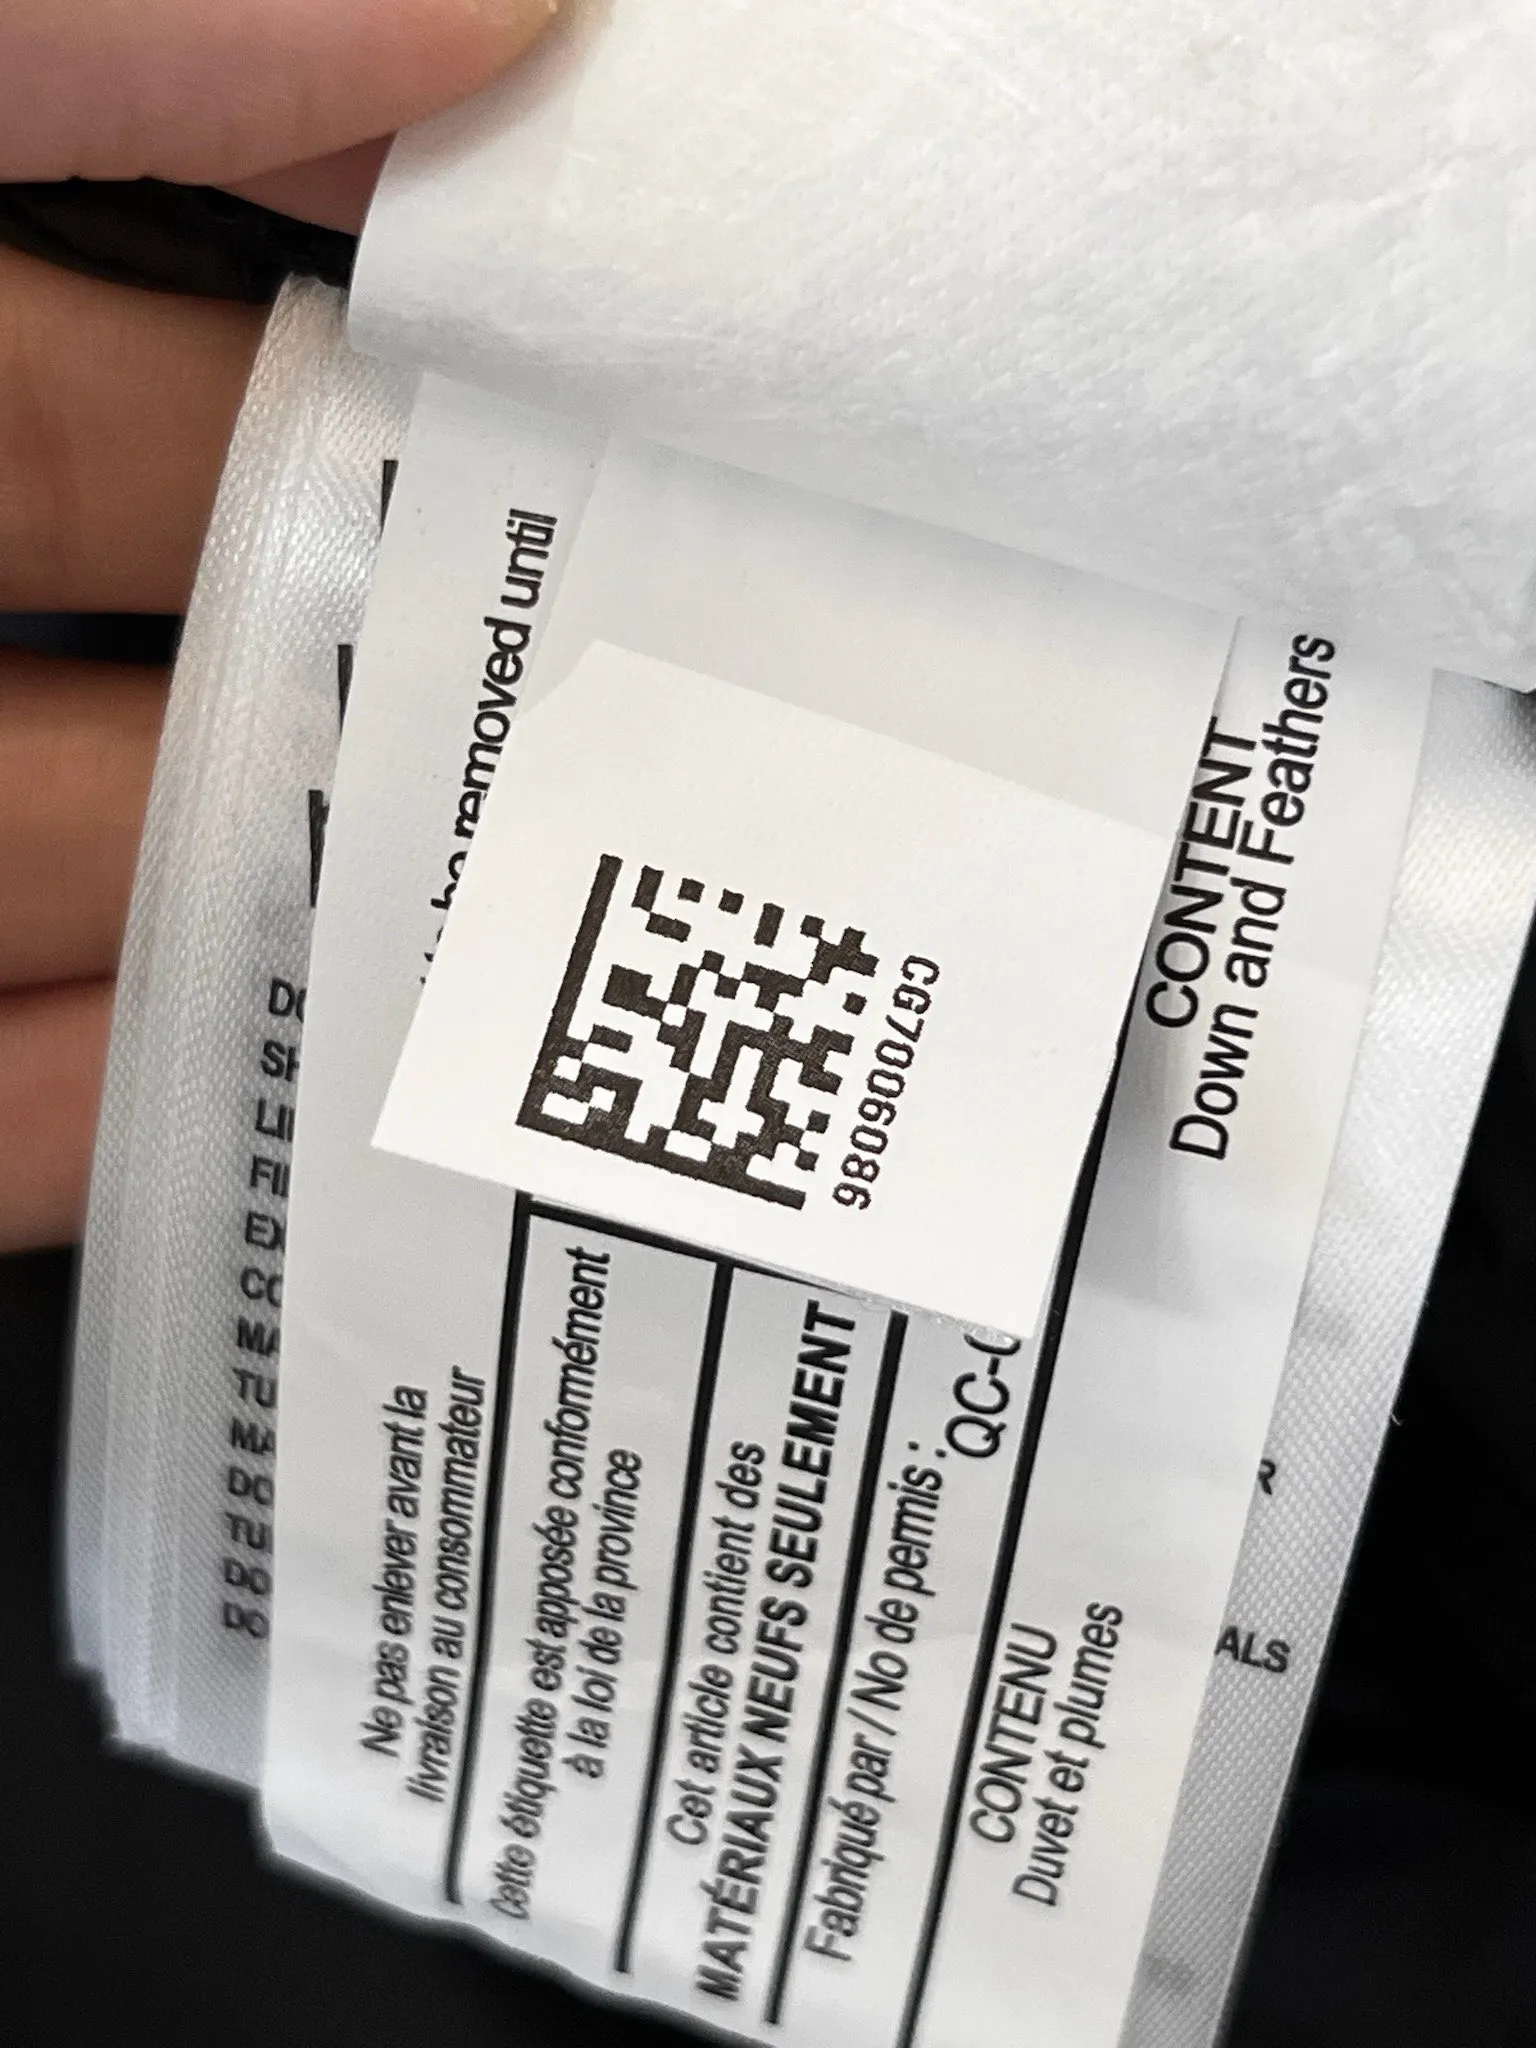 be removed until
CG7006086
CONTENT
Down and Feathers
Ne pas enlever avant la
livraison au consommateur
Cette étiquette est apposée conformément
à la loi de la province
Cet article contient des
MATÉRIAUX NEUFS SEULEMENT
Fabriqué par / No de permis :
QC-
CONTENU
Duvet et plumes